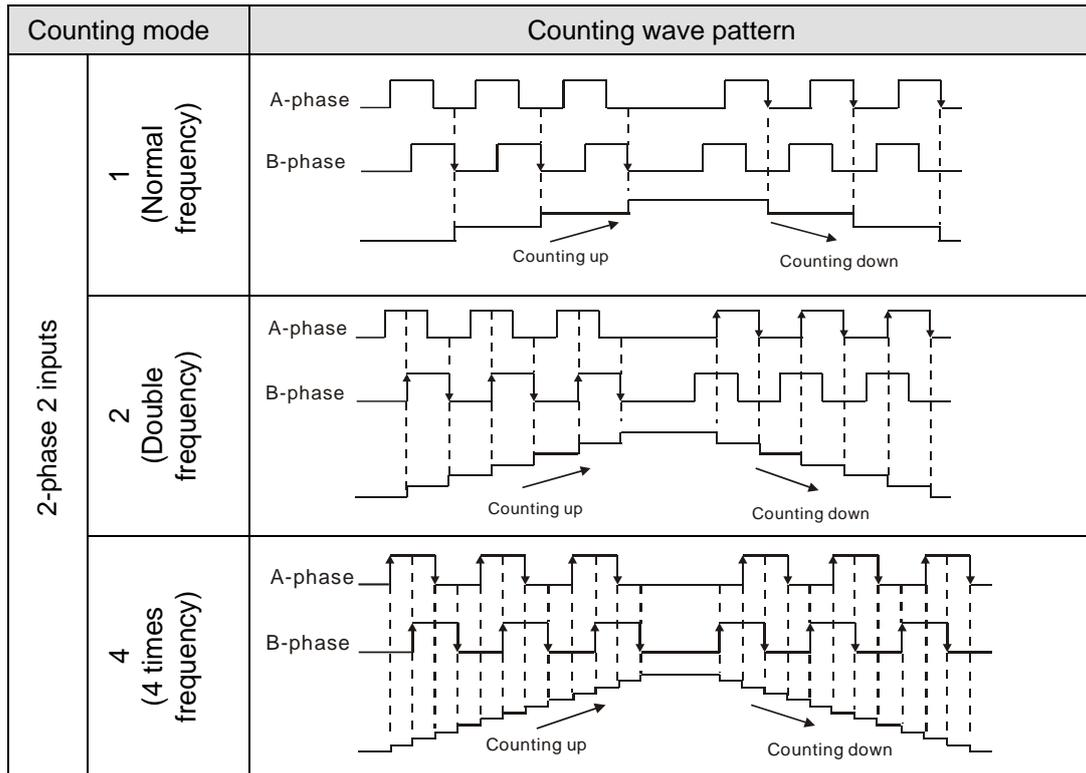 Counting mode
Counting wave pattern
2-phase 2 inputs
1
(Normal
frequency)
A-phase
B-phase
Counting up
Counting down
2
(Double
frequency)
A-phase
B-phase
Counting up
Counting down
4
(4 times
frequency)
A-phase
B-phase
Counting up
Counting down